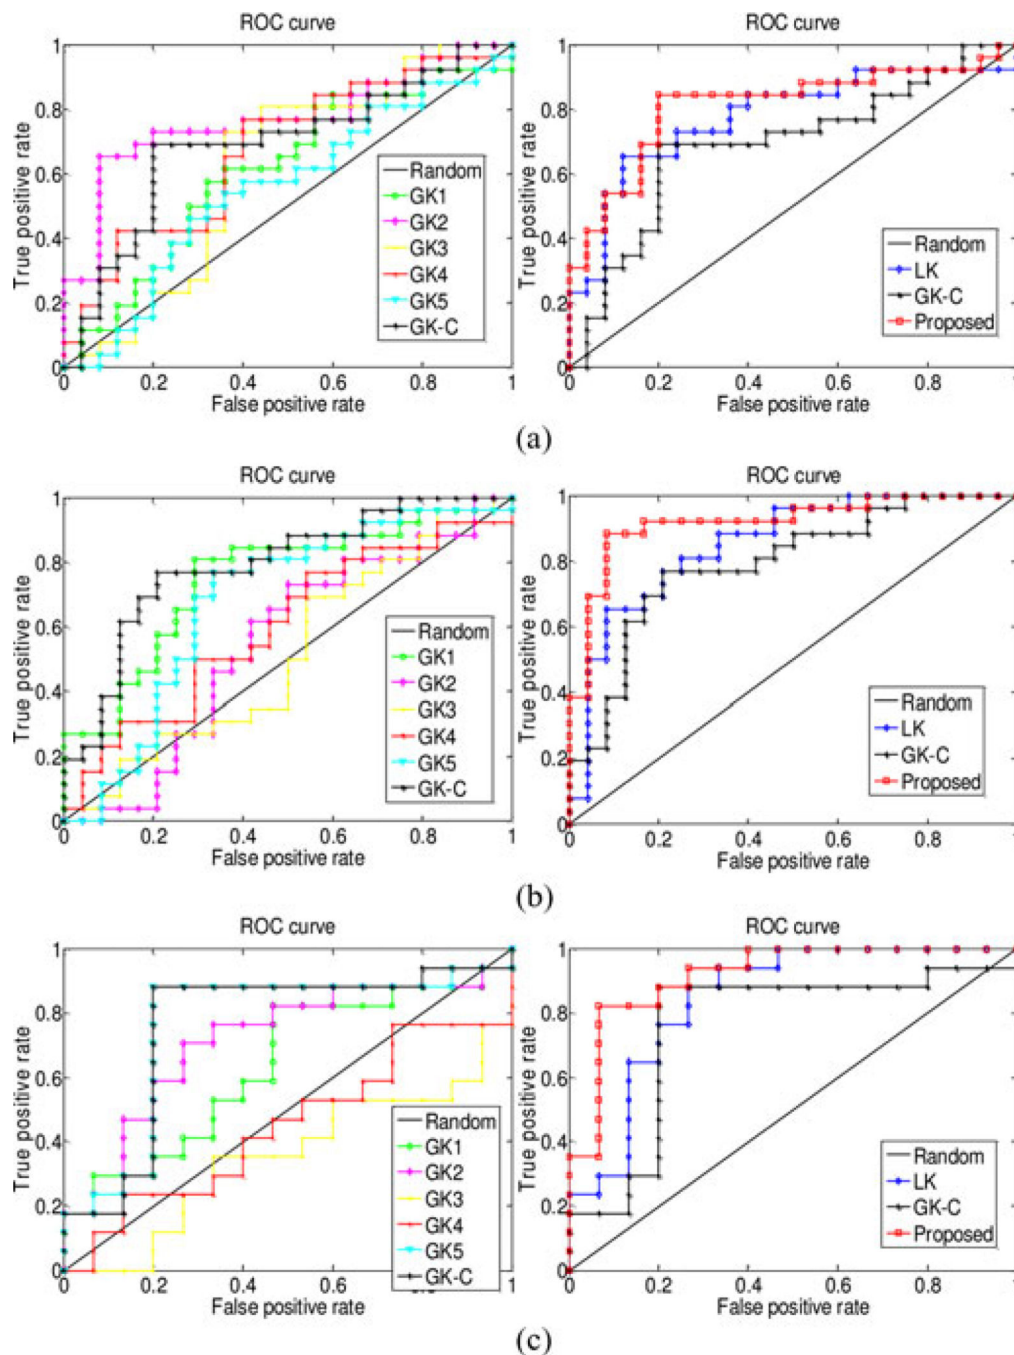 ROC curve
True positive rate
1
0.8
0.6
0.4
0.2
0
0
0.2
0.4
0.6
0.8
1
False positive rate
Random
GK1
GK2
GK3
GK4
GK5
GK-C
ROC curve
True positive rate
1
0.8
0.6
0.4
0.2
0
0
0.2
0.4
0.6
0.8
1
False positive rate
Random
LK
GK-C
Proposed
(a)
ROC curve
True positive rate
1
0.8
0.6
0.4
0.2
0
0
0.2
0.4
0.6
0.8
1
False positive rate
Random
GK1
GK2
GK3
GK4
GK5
GK-C
ROC curve
True positive rate
1
0.8
0.6
0.4
0.2
0
0
0.2
0.4
0.6
0.8
1
False positive rate
Random
LK
GK-C
Proposed
(b)
ROC curve
True positive rate
1
0.8
0.6
0.4
0.2
0
0
0.2
0.4
0.6
1
False positive rate
Random
GK1
GK2
GK3
GK4
GK5
GK-C
ROC curve
True positive rate
1
0.8
0.6
0.4
0.2
0
0
0.2
0.4
0.6
0.8
1
False positive rate
Random
LK
GK-C
Proposed
(c)